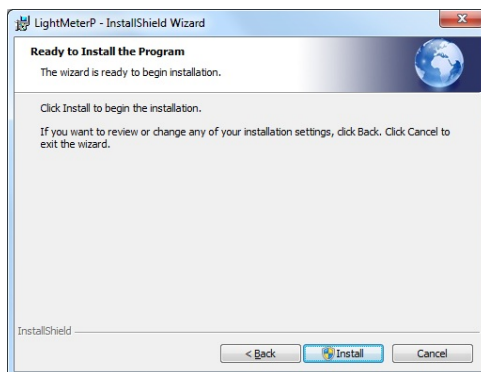 LightMeterP - InstallShield Wizard
Ready to Install the Program
The wizard is ready to begin installation.
Click Install to begin the installation.
If you want to review or change any of your installation settings, click Back. Click Cancel to
exit the wizard.
InstallShield
< Back Install Cancel